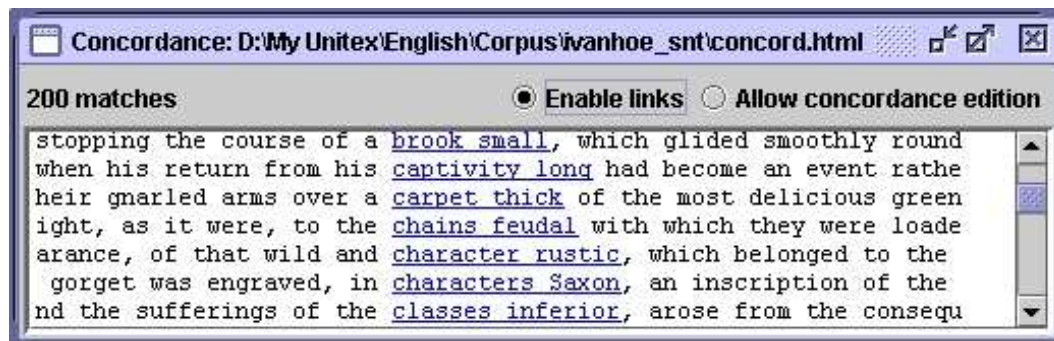 Concordance: D:\My Unitex\English\Corpus\ivanhoe_snt\concord.html
200 matches Enable links Allow concordance edition
stopping the course of a brook small, which glided smoothly round
when his return from his captivity long had become an event rathe
heir gnarled arms over a carpet thick of the most delicious green
ight, as it were, to the chains feudal with which they were loade
arance, of that wild and character rustic, which belonged to the
gorget was engraved, in characters Saxon, an inscription of the
nd the sufferings of the classes inferior, arose from the consequ